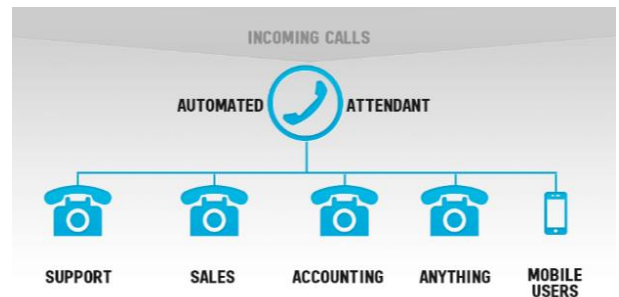 INCOMING CALLS
AUTOMATED ATTENDANT
SUPPORT SALES ACCOUNTING ANYTHING MOBILE
USERS